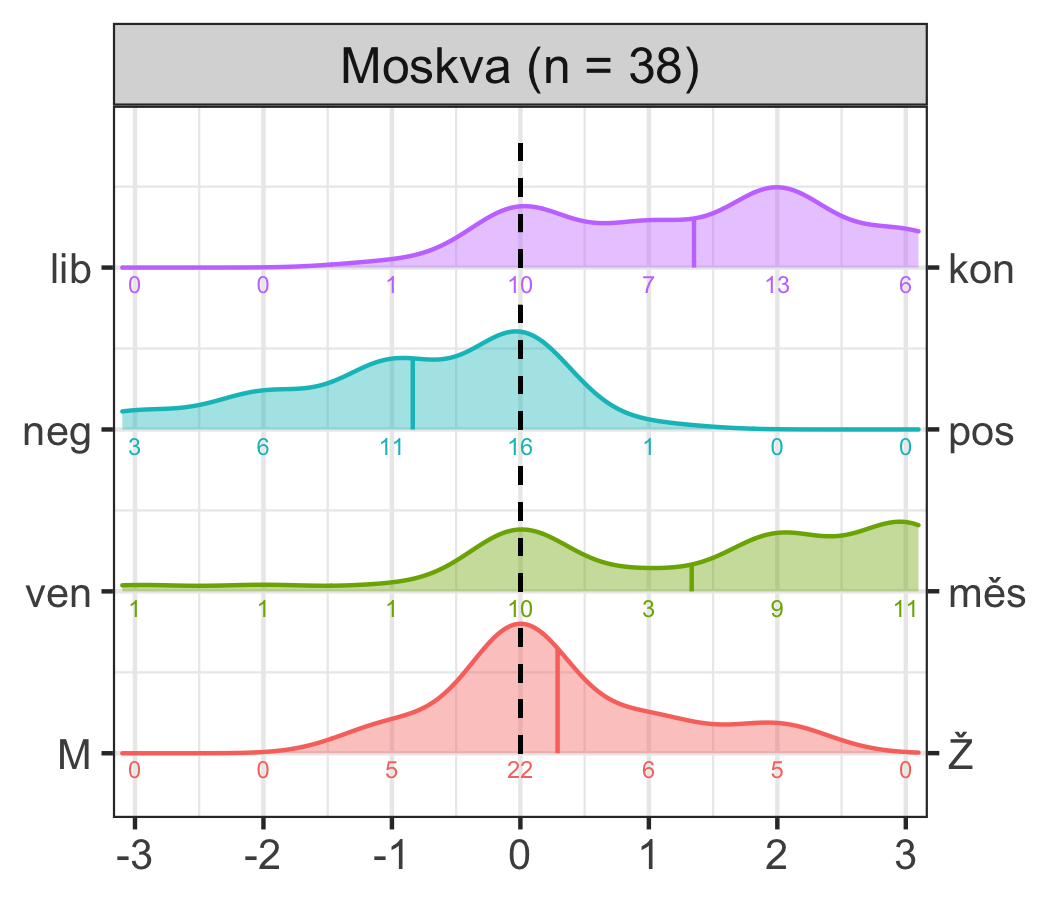 Moskva (n = 38)
lib kon
0 0 1 10 7 13 6
neg pos
3 6 11 16 1 0 0
ven měs
1 1 1 10 3 9 11
M Ž
0 0 5 22 6 5 0
-3 -2 -1 0 1 2 3